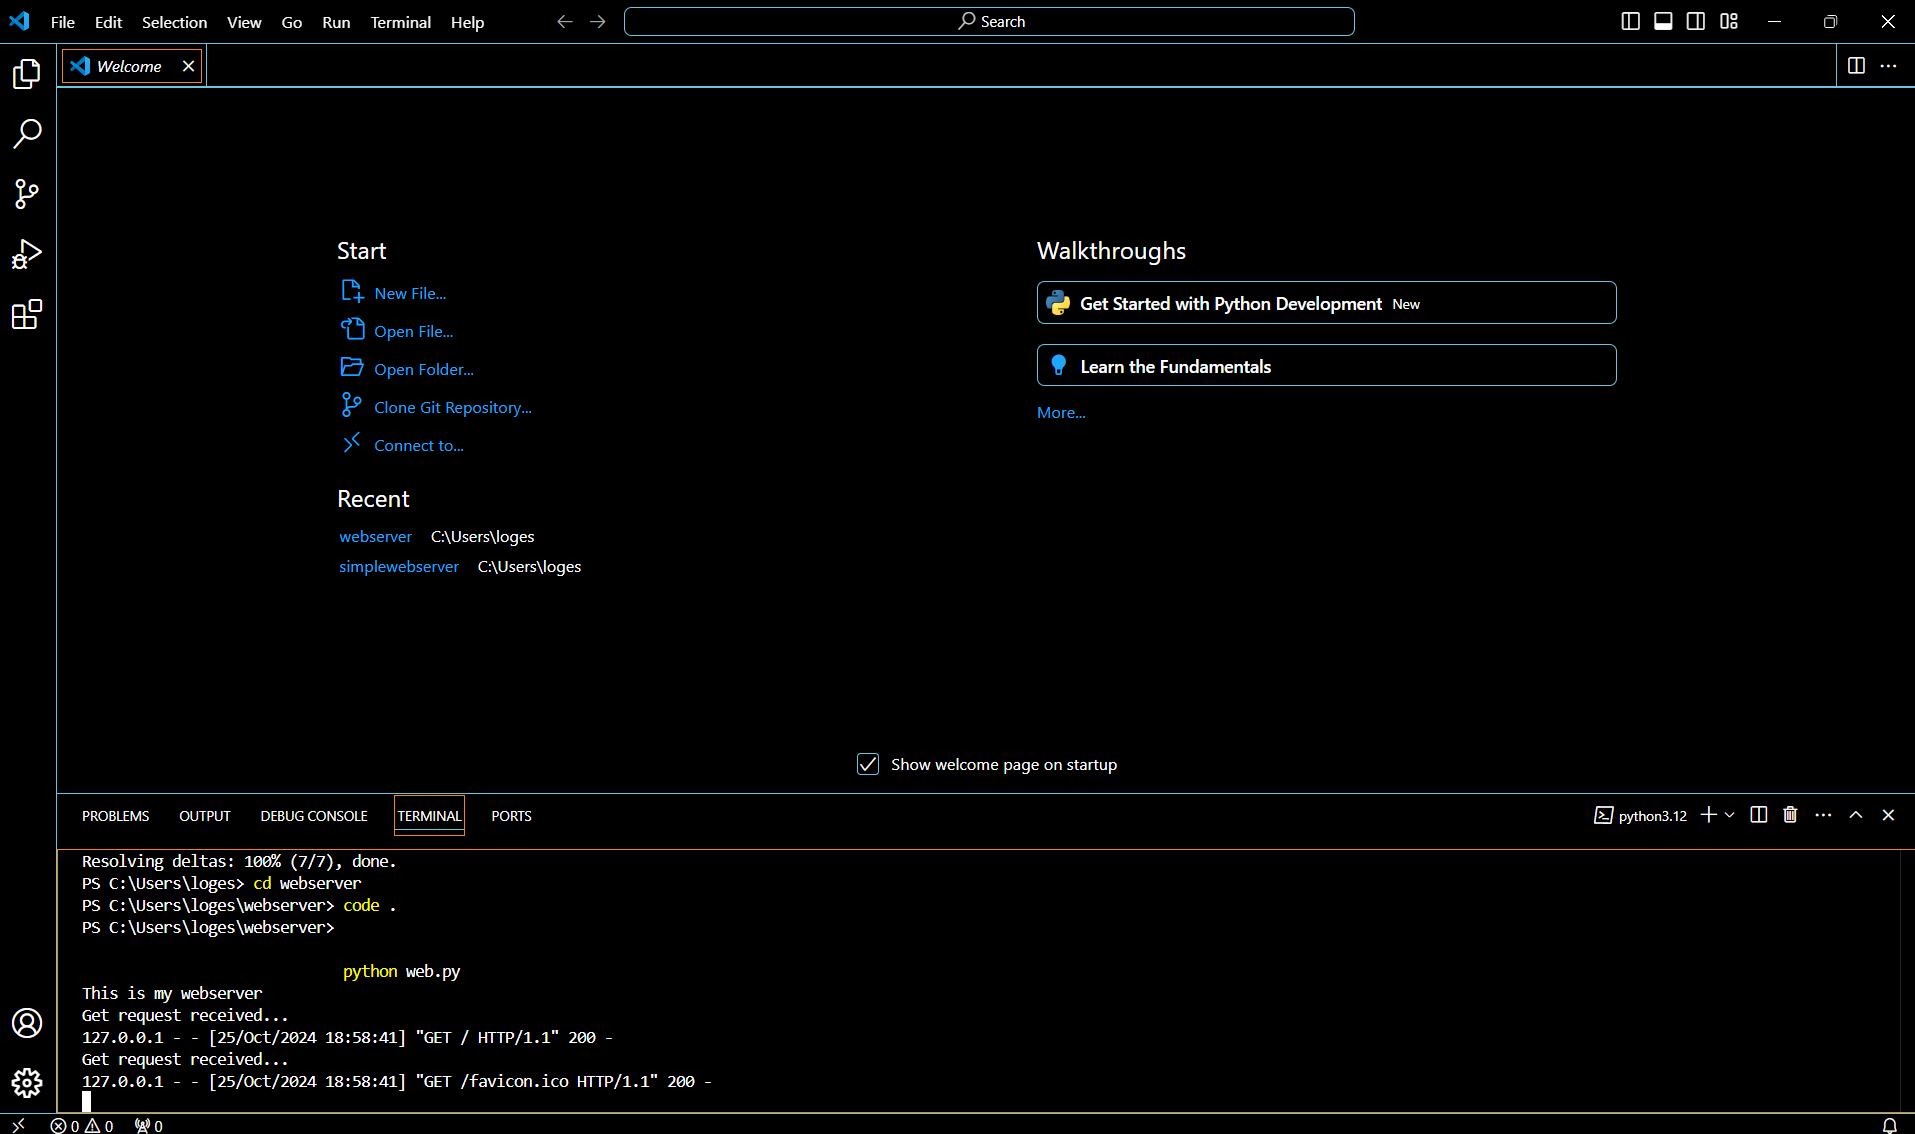 File Edit Selection View Go Run Terminal Help Search
Welcome
Start
New File...
Open File...
Open Folder...
Clone Git Repository...
Connect to...
Recent
webserver C:\Users\loges
simplewebserver C:\Users\loges
Walkthroughs
Get Started with Python Development New
Learn the Fundamentals
More...
Show welcome page on startup
PROBLEMS OUTPUT DEBUG CONSOLE TERMINAL PORTS python3.12
Resolving deltas: 100% (7/7), done.
PS C:\Users\loges> cd webserver
PS C:\Users\loges\webserver> code .
PS C:\Users\loges\webserver>
python web.py
This is my webserver
Get request received...
127.0.0.1 - - [25/Oct/2024 18:58:41] "GET / HTTP/1.1" 200 -
Get request received...
127.0.0.1 - - [25/Oct/2024 18:58:41] "GET /favicon.ico HTTP/1.1" 200 -
0 0 0